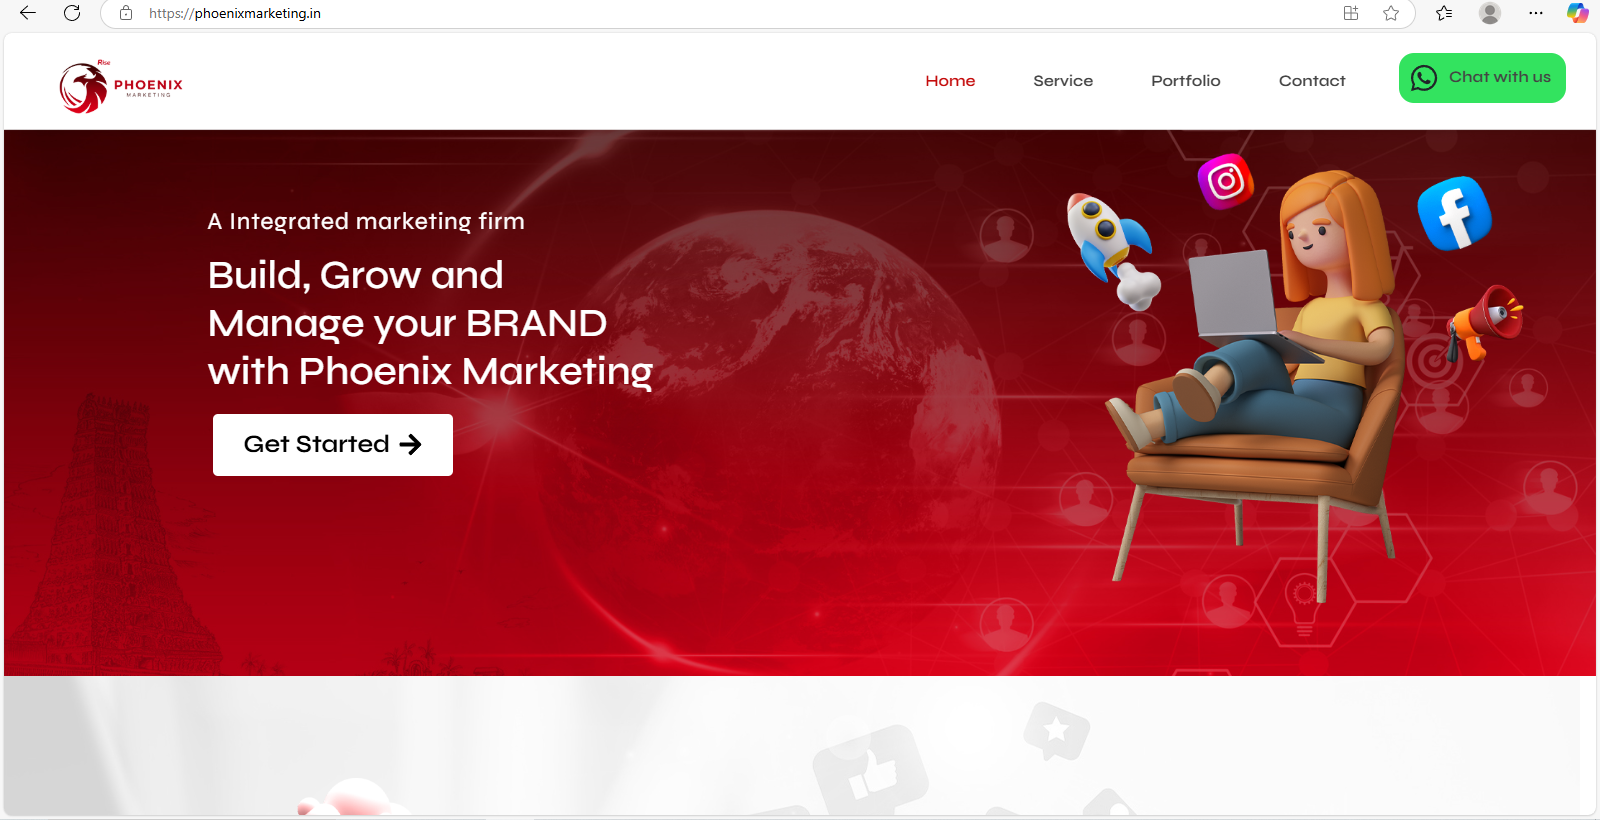 https://phoenixmarketing.in
Rise
PHOENIX
MARKETING
Home
Service
Portfolio
Contact
Chat with us
A Integrated marketing firm
Build, Grow and
Manage your BRAND
with Phoenix Marketing
Get Started